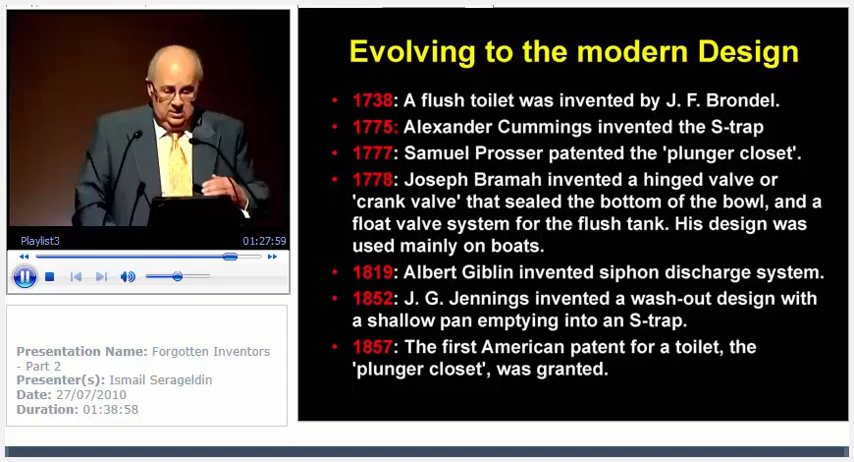 Playlist3
01:27:59
Presentation Name: Forgotten Inventors
- Part 2
Presenter(s): Ismail Serageldin
Date: 27/07/2010
Duration: 01:38:58
Evolving to the modern Design
• 1738: A flush toilet was invented by J. F. Brondel.
• 1775: Alexander Cummings invented the S-trap
• 1777: Samuel Prosser patented the 'plunger closet'.
• 1778: Joseph Bramah invented a hinged valve or
'crank valve' that sealed the bottom of the bowl, and a
float valve system for the flush tank. His design was
used mainly on boats.
• 1819: Albert Giblin invented siphon discharge system.
• 1852: J. G. Jennings invented a wash-out design with
a shallow pan emptying into an S-trap.
• 1857: The first American patent for a toilet, the
'plunger closet', was granted.